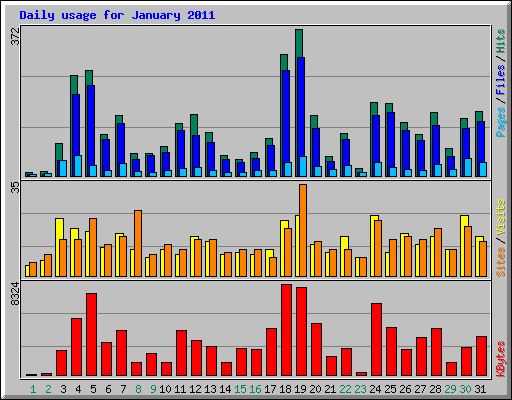 Daily usage for January 2011
372
Pages / Files / Hits
35
Sites / Visits
8324
KBytes
1 2 3 4 5 6 7 8 9 10 11 12 13 14 15 16 17 18 19 20 21 22 23 24 25 26 27 28 29 30 31